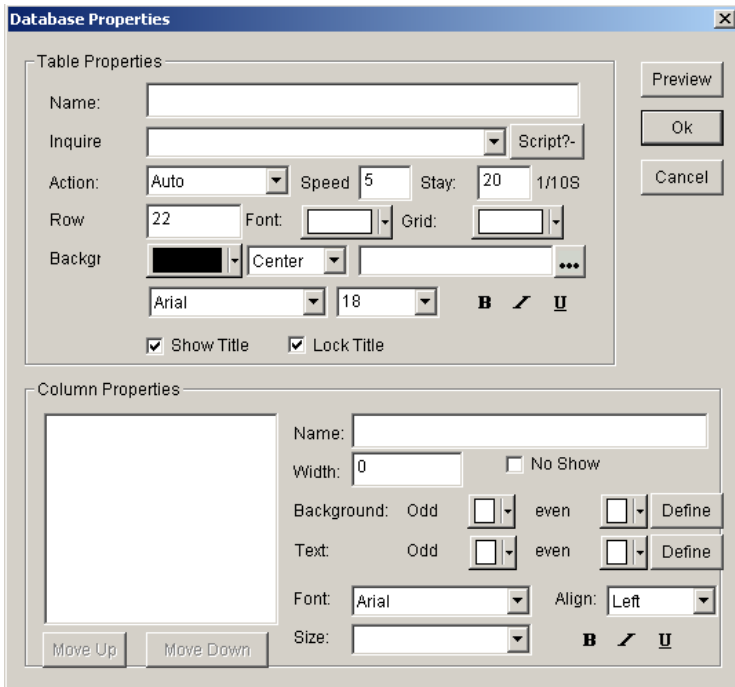 Database Properties
Table Properties
Preview
Name:
Ok
Inquire Script?-
Cancel
Action: Auto Speed 5 Stay: 20 1/10S
Row 22 Font: Grid:
Backgr Center ...
Arial 18 B I U
Show Title Lock Title
Column Properties
Name:
Width: 0 No Show
Background: Odd even Define
Text: Odd even Define
Font: Arial Align: Left
Size: B I U
Move Up Move Down